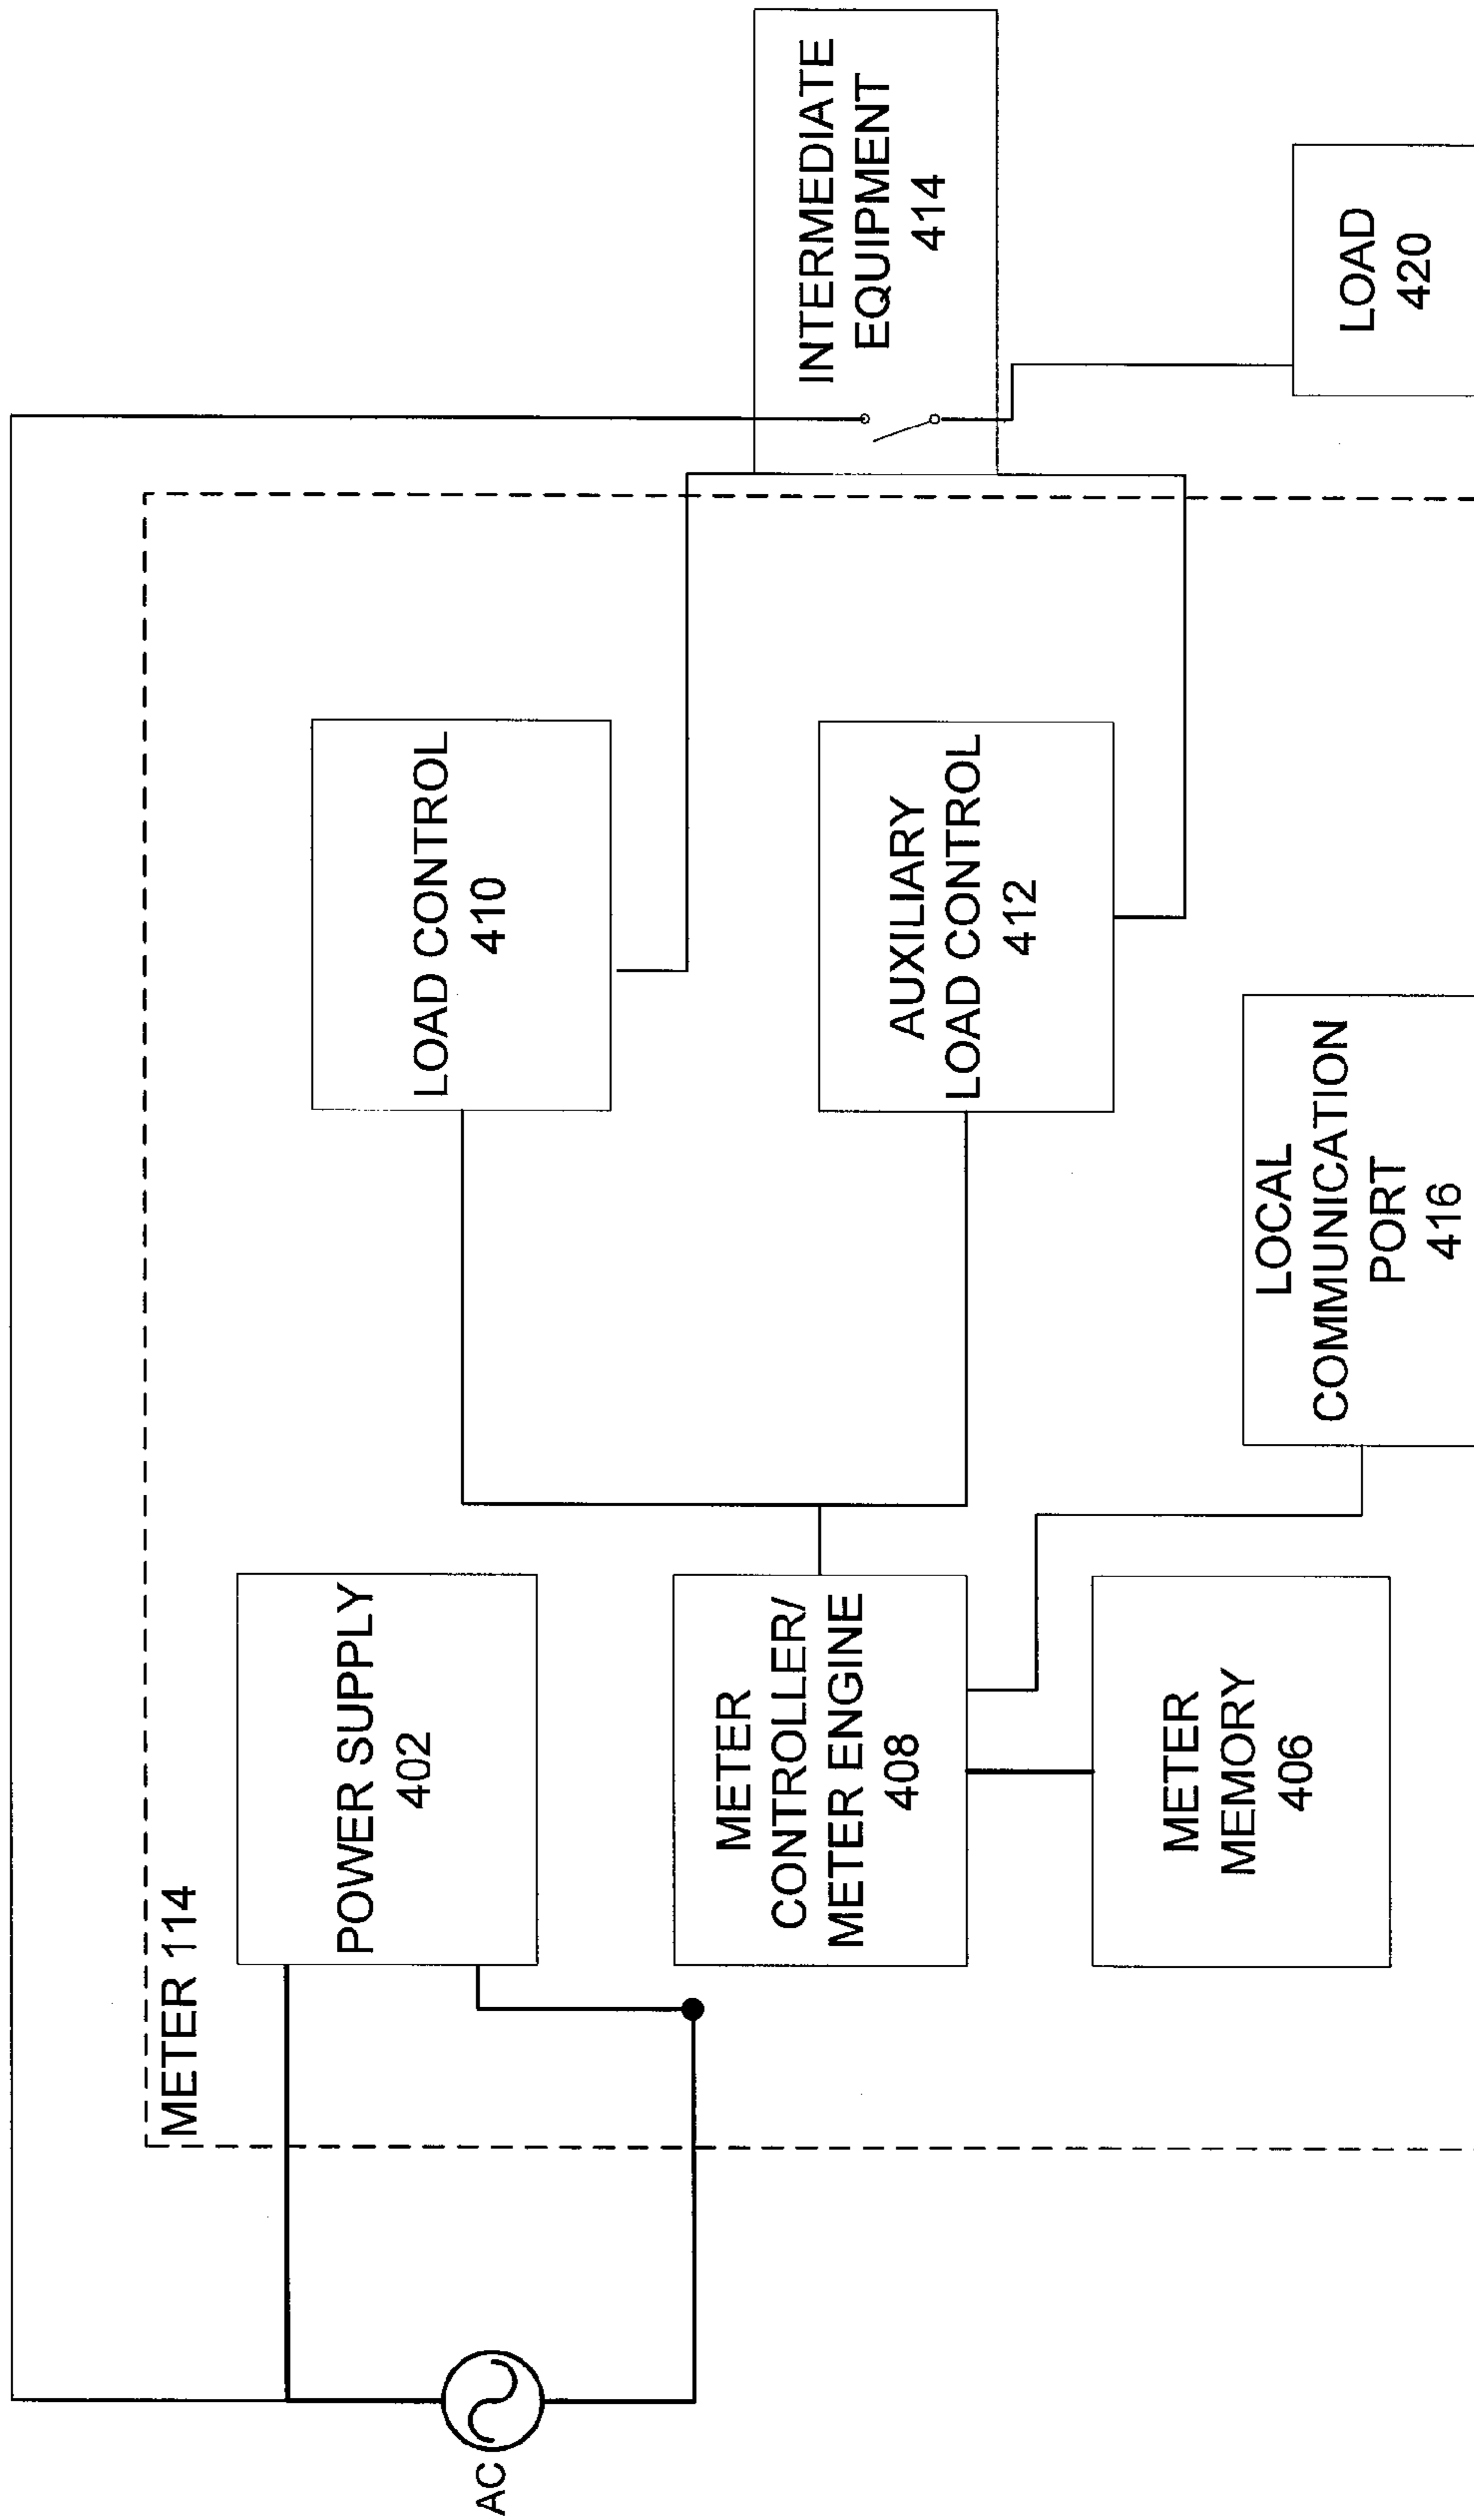 METER 114
POWER SUPPLY
402
LOAD CONTROL
410
INTERMEDIATE
EQUIPMENT
414
AC
METER
CONTROLLER/
METER ENGINE
408
AUXILIARY
LOAD CONTROL
412
METER
MEMORY
406
LOCAL
COMMUNICATION
PORT
416
LOAD
420